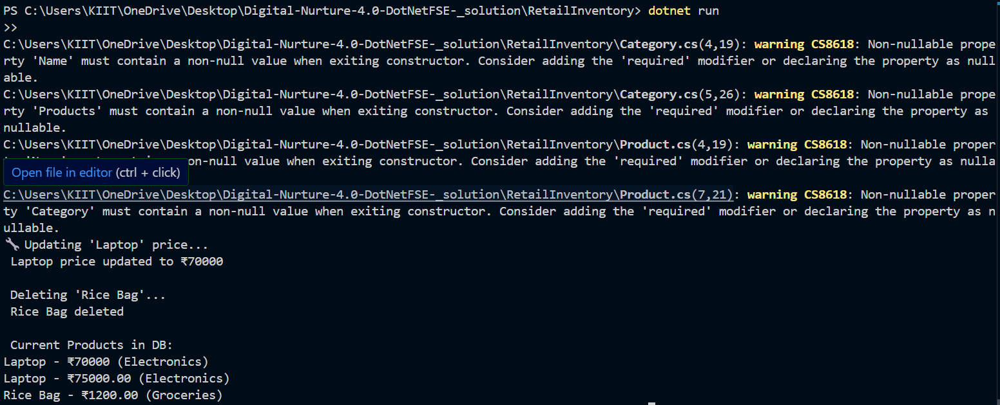 PS C:\Users\KIIT\OneDrive\Desktop\Digital-Nurture-4.0-DotNetFSE-_solution\RetailInventory> dotnet run
>>
C:\Users\KIIT\OneDrive\Desktop\Digital-Nurture-4.0-DotNetFSE-_solution\RetailInventory\Category.cs(4,19): warning CS8618: Non-nullable prope
rty 'Name' must contain a non-null value when exiting constructor. Consider adding the 'required' modifier or declaring the property as null
able.
C:\Users\KIIT\OneDrive\Desktop\Digital-Nurture-4.0-DotNetFSE-_solution\RetailInventory\Category.cs(5,26): warning CS8618: Non-nullable prope
rty 'Products' must contain a non-null value when exiting constructor. Consider adding the 'required' modifier or declaring the property as
nullable.
C:\Users\KIIT\OneDrive\Desktop\Digital-Nurture-4.0-DotNetFSE-_solution\RetailInventory\Product.cs(4,19): warning CS8618: Non-nullable proper
on-null value when exiting constructor. Consider adding the 'required' modifier or declaring the property as nulla
Open file in editor (ctrl + click)
C:\Users\KIIT\OneDrive\Desktop\Digital-Nurture-4.0-DotNetFSE-_solution\RetailInventory\Product.cs(7,21): warning CS8618: Non-nullable proper
ty 'Category' must contain a non-null value when exiting constructor. Consider adding the 'required' modifier or declaring the property as n
ullable.
🔧 Updating 'Laptop' price...
Laptop price updated to ₹70000
Deleting 'Rice Bag'...
Rice Bag deleted
Current Products in DB:
Laptop - ₹70000 (Electronics)
Laptop - ₹75000.00 (Electronics)
Rice Bag - ₹1200.00 (Groceries)